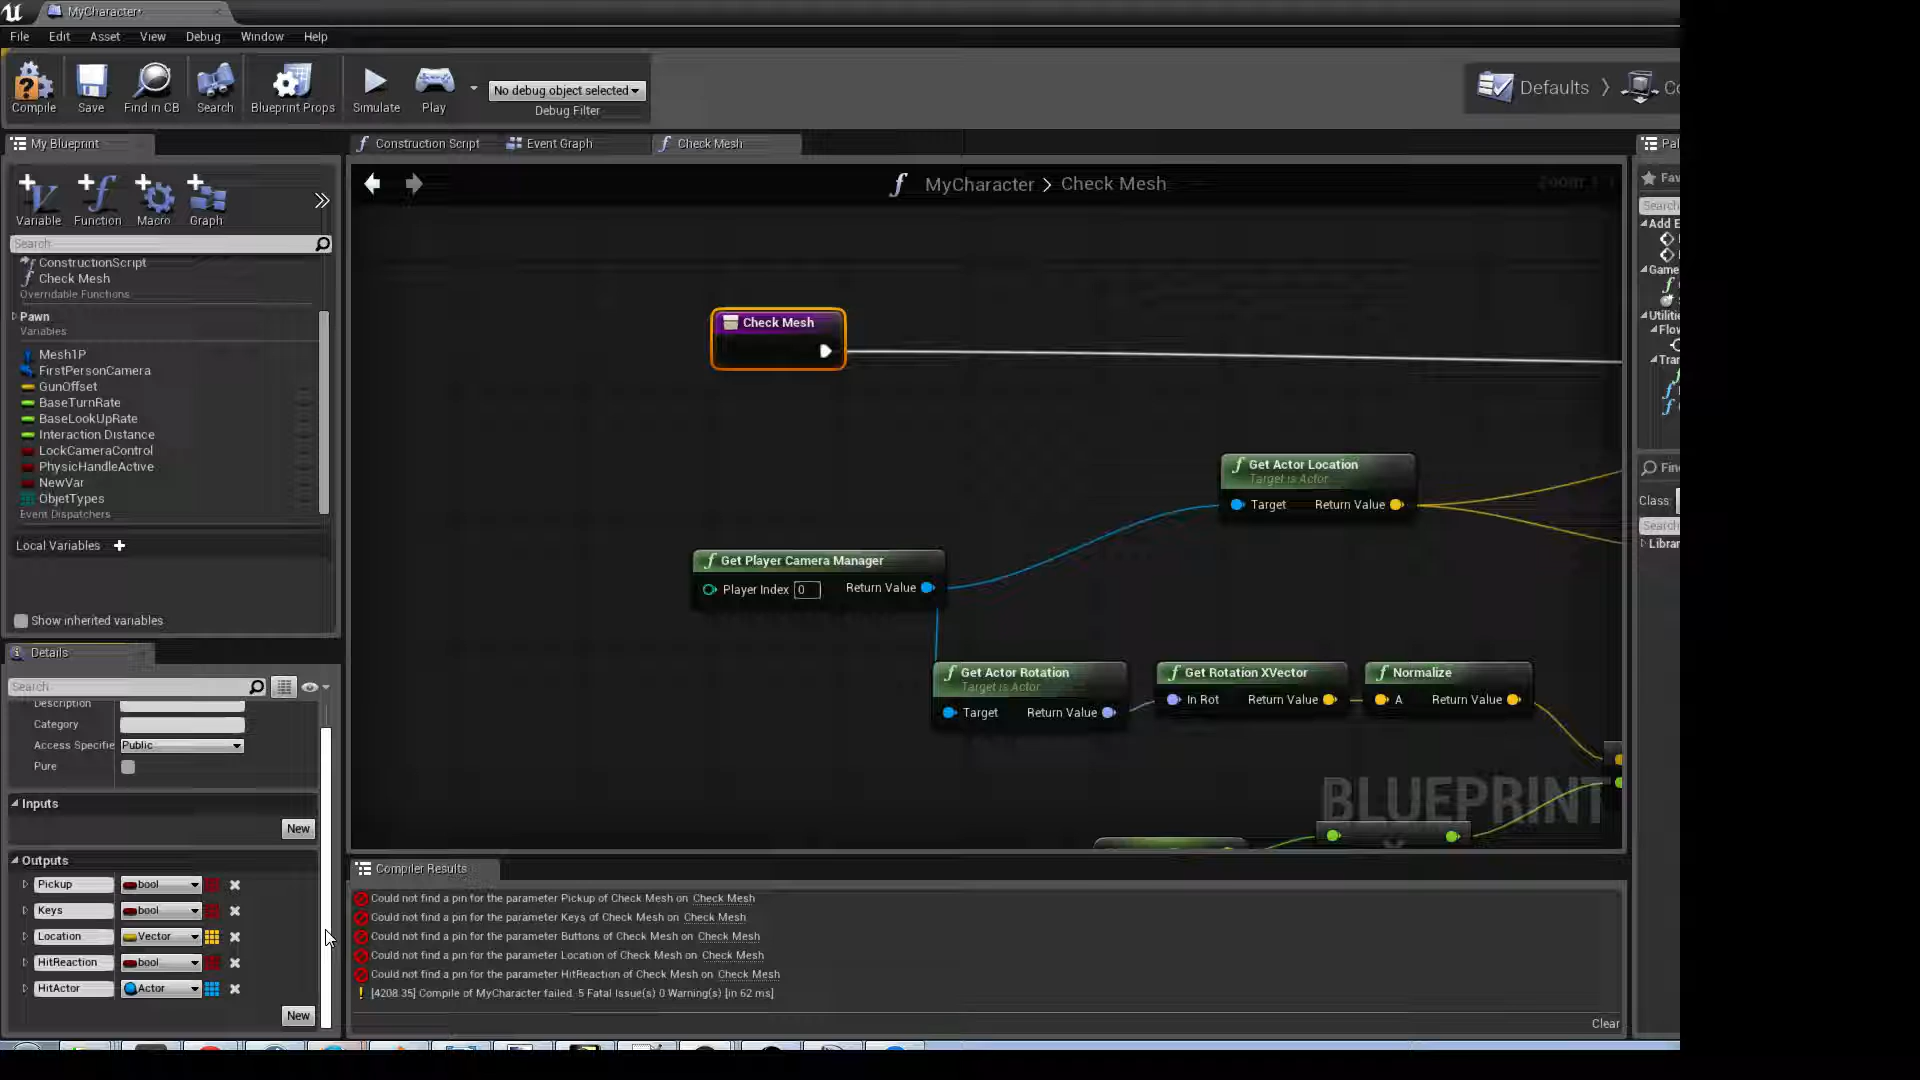 MyCharacter*
File Edit Asset View Debug Window Help
Compile Save Find in CB Search Blueprint Props Simulate Play
No debug object selected
Debug Filter
Defaults
My Blueprint
Construction Script Event Graph Check Mesh
Variable Function Macro Graph
MyCharacter > Check Mesh
Search
ConstructionScript
Check Mesh
Overridable Functions
Pawn
Variables
Mesh1P
FirstPersonCamera
GunOffset
BaseTurnRate
BaseLookUpRate
Interaction Distance
LockCameraControl
PhysicHandleActive
NewVar
ObjetTypes
Event Dispatchers
Local Variables
Show inherited variables
Check Mesh
Get Actor Location
Target is Actor
Target Return Value
Get Player Camera Manager
Player Index 0 Return Value
Get Actor Rotation
Target is Actor
Target Return Value
Get Rotation XVector
In Rot Return Value
Normalize
A Return Value
BLUEPRINT
Details
Search
Description
Category
Access Specifie Public
Pure
Inputs
New
Outputs
Pickup bool
Keys bool
Location Vector
HitReaction bool
HitActor Actor
New
Compiler Results
Could not find a pin for the parameter Pickup of Check Mesh on Check Mesh
Could not find a pin for the parameter Keys of Check Mesh on Check Mesh
Could not find a pin for the parameter Buttons of Check Mesh on Check Mesh
Could not find a pin for the parameter Location of Check Mesh on Check Mesh
Could not find a pin for the parameter HitReaction of Check Mesh on Check Mesh
[4208.35] Compile of MyCharacter failed. 5 Fatal Issue(s) 0 Warning(s) [in 62 ms]
Clear
Pal
Fav
Search
Add E
Game
Utilitie
Flov
Tra
Fin
Class:
Search
Librar